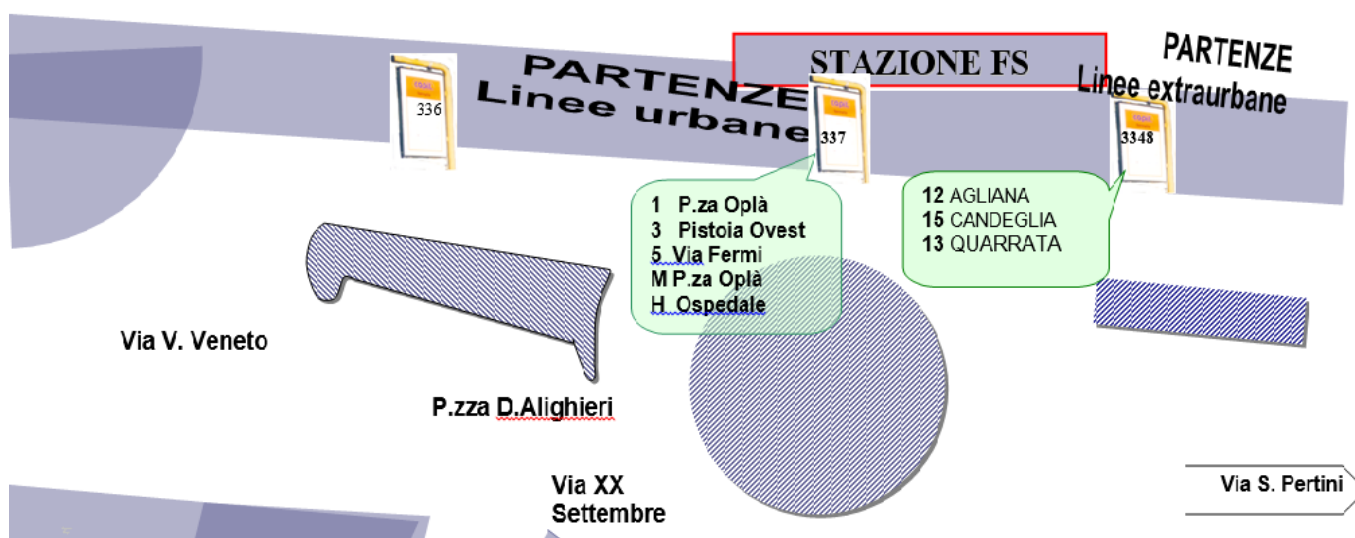 STAZIONE FS
PARTENZE
Linee urbane
PARTENZE
Linee extraurbane
336
337
3348
1 P.za Oplà
3 Pistoia Ovest
5 Via Fermi
M P.za Oplà
H Ospedale
12 AGLIANA
15 CANDEGLIA
13 QUARRATA
Via V. Veneto
P.zza D.Alighieri
Via XX
Settembre
Via S. Pertini